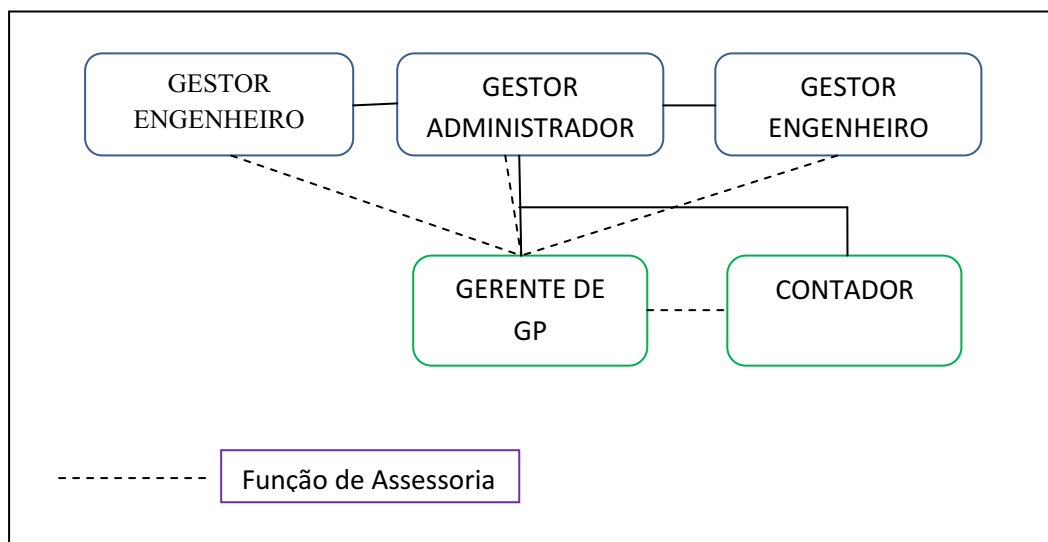 GESTOR
ENGENHEIRO
GESTOR
ADMINISTRADOR
GESTOR
ENGENHEIRO
GERENTE DE
GP
CONTADOR
Função de Assessoria